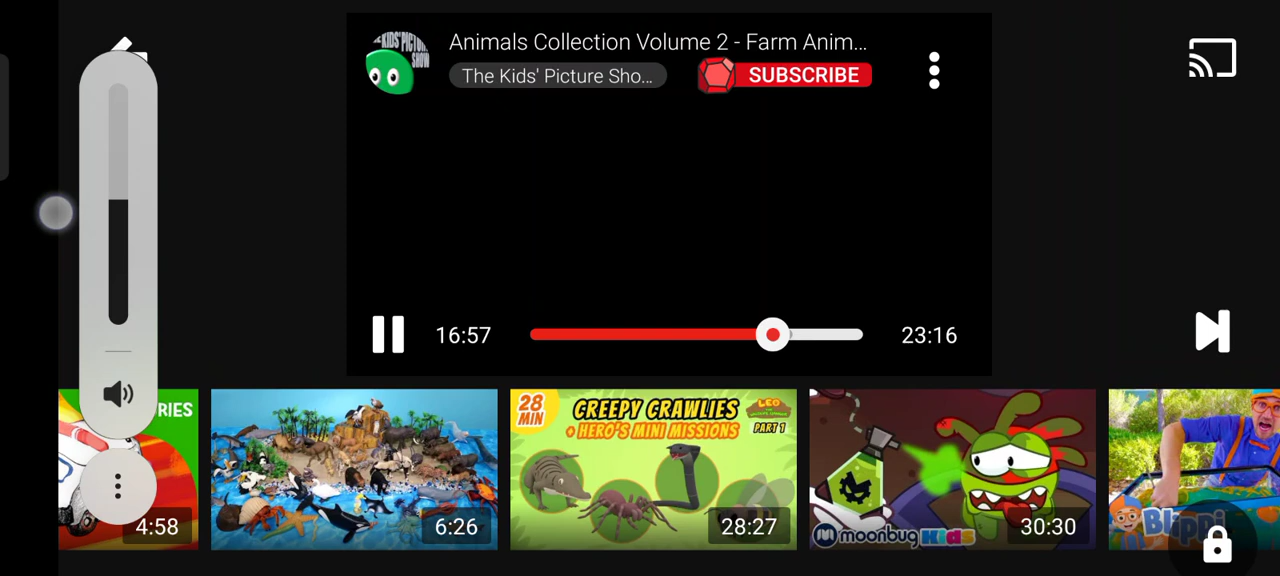 KIDS' PICTURE
SHOW
Animals Collection Volume 2 - Farm Anim...
The Kids' Picture Sho...
SUBSCRIBE
16:57
23:16
RIES
4:58
6:26
28
MIN
CREEPY CRAWLIES
+ HERO'S MINI MISSIONS
LEO
PART 1
28:27
moonbug KIDS
30:30
Blippi